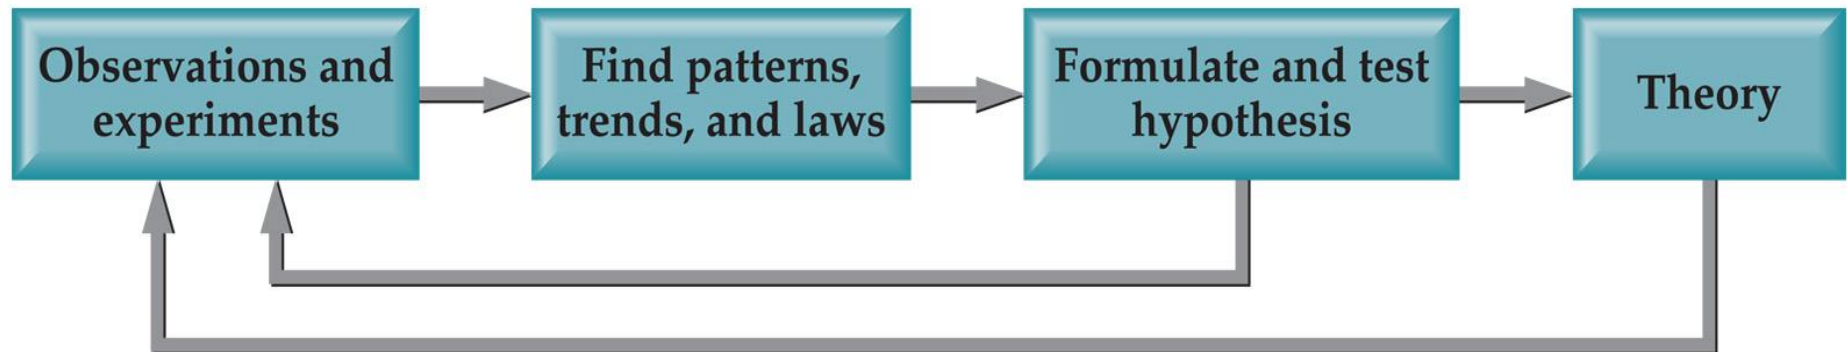 Observations and
experiments
Find patterns,
trends, and laws
Formulate and test
hypothesis
Theory